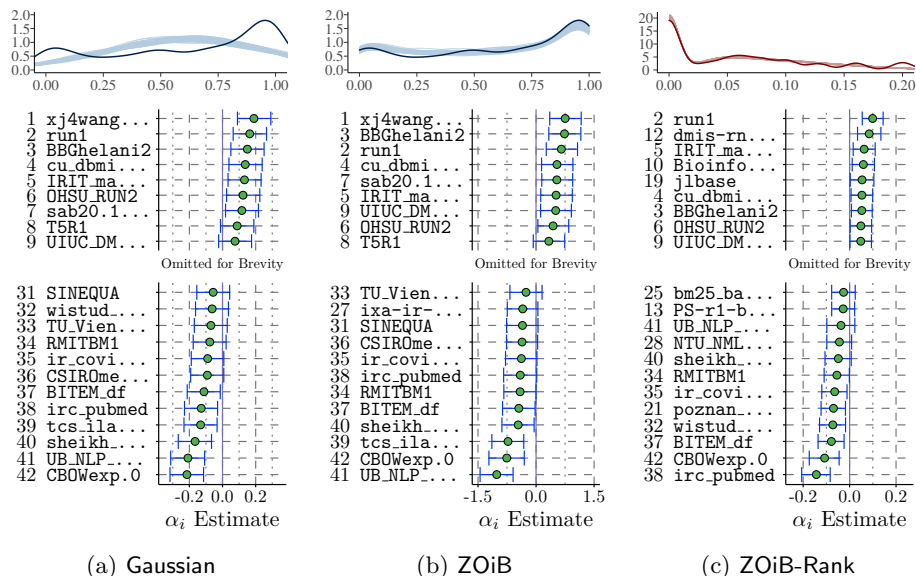 2.0
1.5
1.0
0.5
0.0
0.00 0.25 0.50 0.75 1.00
1 xj4wang...
2 run1
3 BBGhelani2
4 cu_dbmi...
5 IRIT_ma...
6 OHSU_RUN2
7 sab20.1...
8 T5R1
9 UIUC_DM...
31 SINEQUA
32 wistud_...
33 TU_Vien...
34 RMITBM1
35 ir_covi...
36 CSIROme...
37 BITEM_df
38 irc_pubmed
39 tcs_ila...
40 sheikh_...
41 UB_NLP_...
42 CBOWexp.0
-0.2 0.0 0.2
αi Estimate
(a) Gaussian
2.0
1.5
1.0
0.5
0.0
0.00 0.25 0.50 0.75 1.00
1 xj4wang...
3 BBGhelani2
2 run1
4 cu_dbmi...
7 sab20.1...
5 IRIT_ma...
9 UIUC_DM...
6 OHSU_RUN2
8 T5R1
Omitted for Brevity
33 TU_Vien...
27 ixa-ir-...
31 SINEQUA
36 CSIROme...
35 ir_covi...
38 irc_pubmed
34 RMITBM1
37 BITEM_df
40 sheikh_...
39 tcs_ila...
42 CBOWexp.0
41 UB_NLP_...
-1.5 0.0 1.5
αi Estimate
(b) ZOiB
20
15
10
5
0
0.00 0.05 0.10 0.15 0.20
2 run1
12 dmis-rn...
5 IRIT_ma...
10 Bioinfo...
19 jlbase
4 cu_dbmi...
3 BBGhelani2
6 OHSU_RUN2
9 UIUC_DM...
Omitted for Brevity
25 bm25_ba...
13 PS-r1-b...
41 UB_NLP_...
28 NTU_NML...
40 sheikh_...
34 RMITBM1
35 ir_covi...
21 poznan_...
32 wistud_...
37 BITEM_df
42 CBOWexp.0
38 irc_pubmed
-0.2 -0.1 0.0 0.1
αi Estimate
(c) ZOiB-Rank
Omitted for Brevity